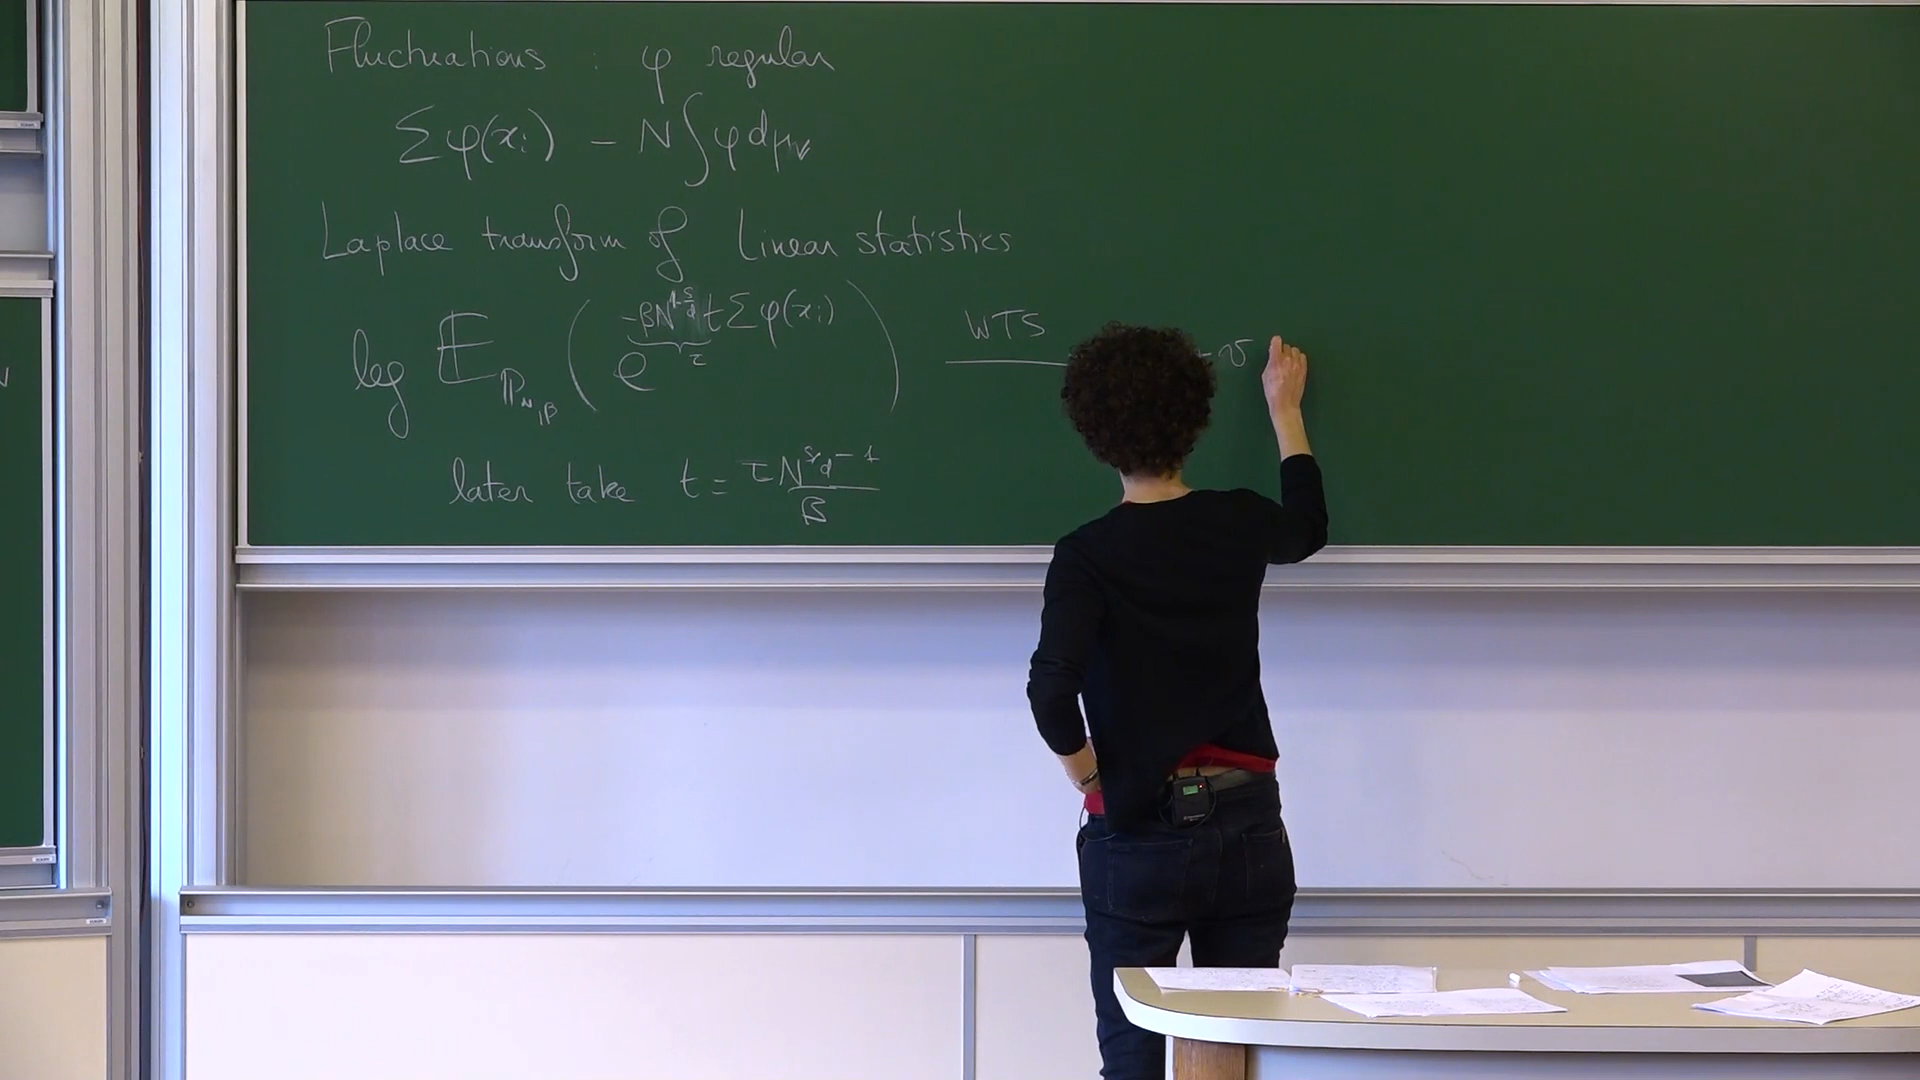 Fluctuations : φ regular
Σφ(xᵢ) – N∫φdμᵥ
Laplace transform of linear statistics
log E_{P_{N,β}} ( e^{-βN^{1-s/d} t Σφ(xᵢ)} ) WTS + v
τ
later take t = τN^{s/d - 1} / β